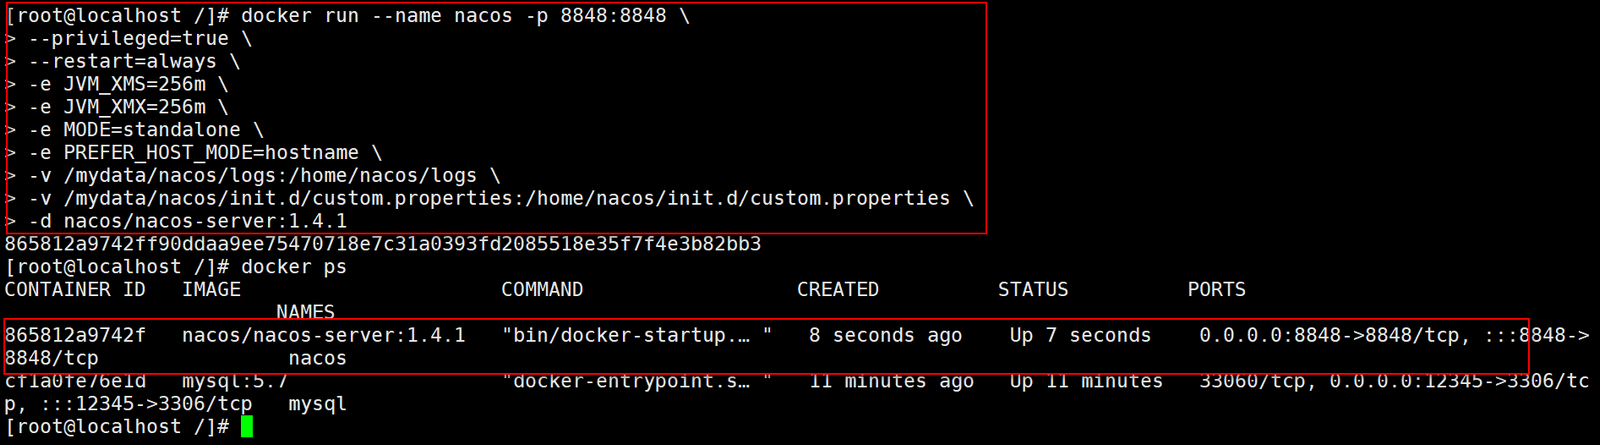 [root@localhost /]# docker run --name nacos -p 8848:8848 \
> --privileged=true \
> --restart=always \
> -e JVM_XMS=256m \
> -e JVM_XMX=256m \
> -e MODE=standalone \
> -e PREFER_HOST_MODE=hostname \
> -v /mydata/nacos/logs:/home/nacos/logs \
> -v /mydata/nacos/init.d/custom.properties:/home/nacos/init.d/custom.properties \
> -d nacos/nacos-server:1.4.1
865812a9742ff90ddaa9ee75470718e7c31a0393fd2085518e35f7f4e3b82bb3
[root@localhost /]# docker ps
CONTAINER ID   IMAGE                      COMMAND                  CREATED          STATUS          PORTS
                       NAMES
865812a9742f   nacos/nacos-server:1.4.1   "bin/docker-startup.… "   8 seconds ago    Up 7 seconds    0.0.0.0:8848->8848/tcp, :::8848->
8848/tcp                nacos
cf1a0fe76e1d   mysql:5.7                  "docker-entrypoint.s… "   11 minutes ago   Up 11 minutes   33060/tcp, 0.0.0.0:12345->3306/tc
p, :::12345->3306/tcp   mysql
[root@localhost /]#